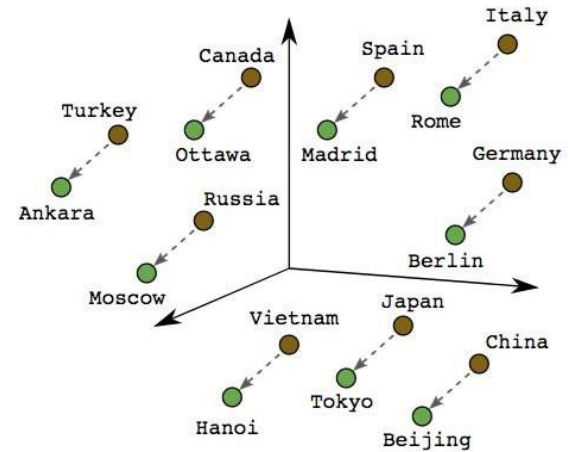 Italy
Spain
Canada
Rome
Turkey
Ottawa
Madrid
Germany
Russia
Ankara
Berlin
Moscow
Japan
Vietnam
China
Tokyo
Hanoi
Beijing